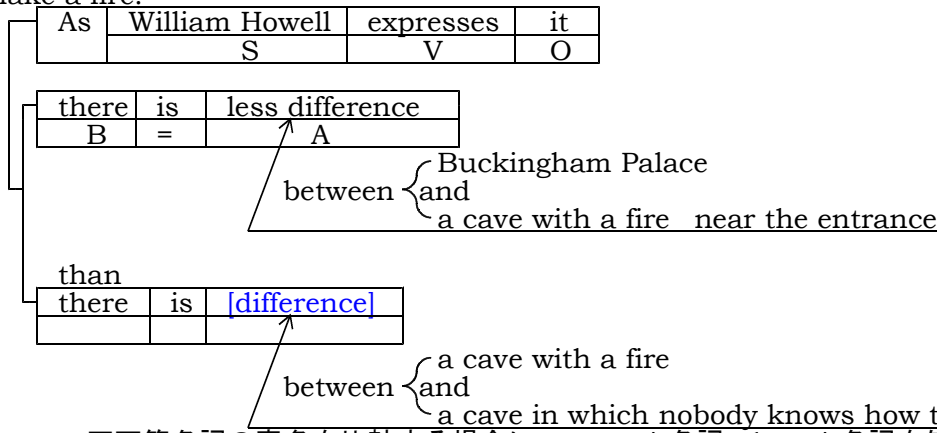 make a fire.
As William Howell expresses it
S V O
there is less difference
B = A
Buckingham Palace
between and
a cave with a fire near the entrance
than
there is [difference]
a cave with a fire
between and
a cave in which nobody knows how t